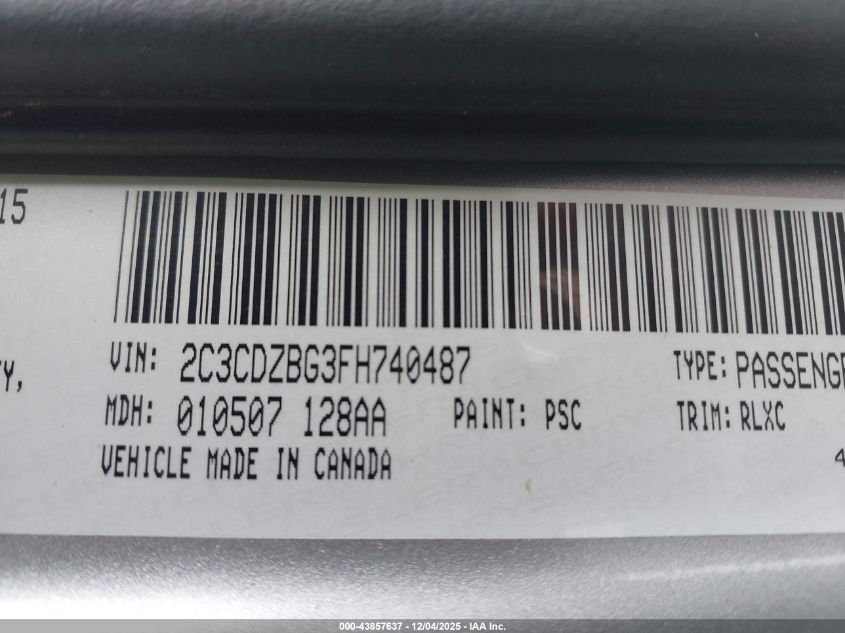 15
VIN: 2C3CDZBG3FH740487 TYPE: PASSENGE
Y,
MDH: 010507 128AA PAINT: PSC TRIM: RLXC
VEHICLE MADE IN CANADA
4
000-43857637 - 12/04/2025 - IAA Inc.